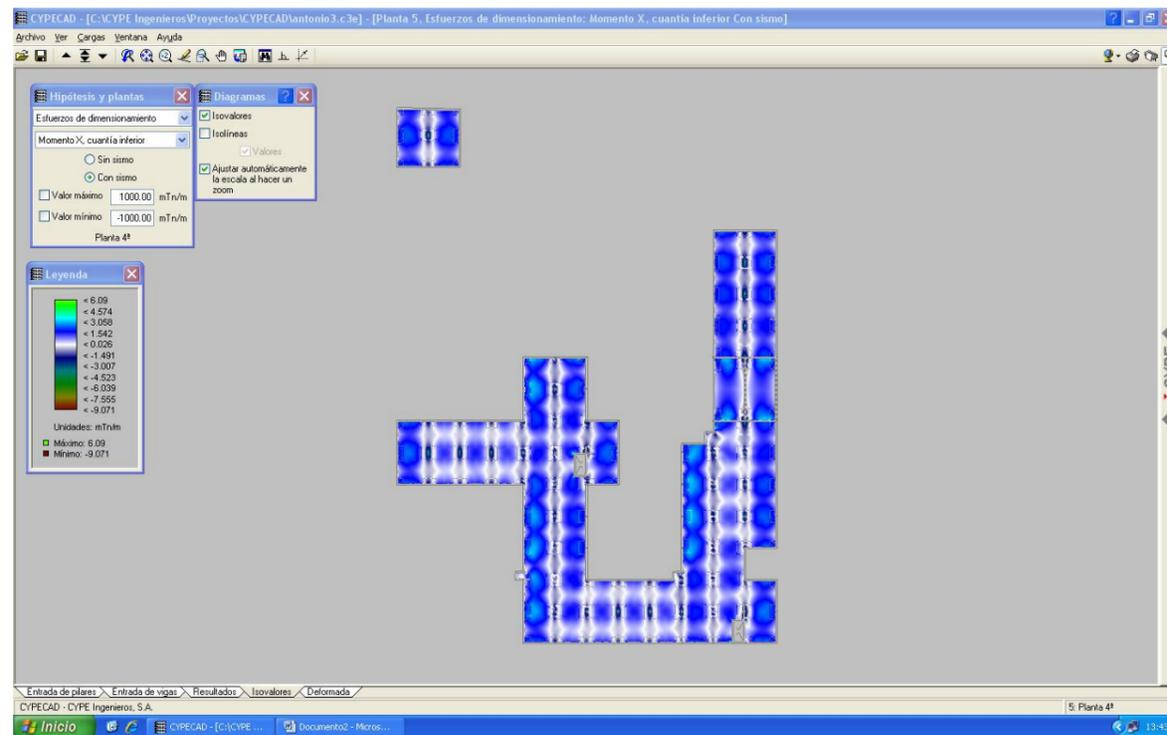 CYPECAD - [C:\CYPE Ingenieros\Proyectos\CYPECAD\antonio3.c3e] - [Planta 5, Esfuerzos de dimensionamiento: Momento X, cuantía inferior Con sismo]
Archivo Ver Cargas Ventana Ayuda
Hipótesis y plantas
Esfuerzos de dimensionamiento
Momento X, cuantía inferior
Sin sismo
Con sismo
Valor máximo 1000.00 mTn/m
Valor mínimo -1000.00 mTn/m
Planta 4ª
Diagramas
Isovalores
Isolíneas
Valores
Ajustar automáticamente
la escala al hacer un
zoom
Leyenda
< 6.09
< 4.574
< 3.058
< 1.542
< 0.026
< -1.491
< -3.007
< -4.523
< -6.039
< -7.555
< -9.071
Unidades: mTn/m
Máximo: 6.09
Mínimo: -9.071
Entrada de pilares Entrada de vigas Resultados Isovalores Deformada
CYPECAD - CYPE Ingenieros, S.A.
5: Planta 4ª
Inicio
CYPECAD - [C:\CYPE ...
Documento2 - Micros...